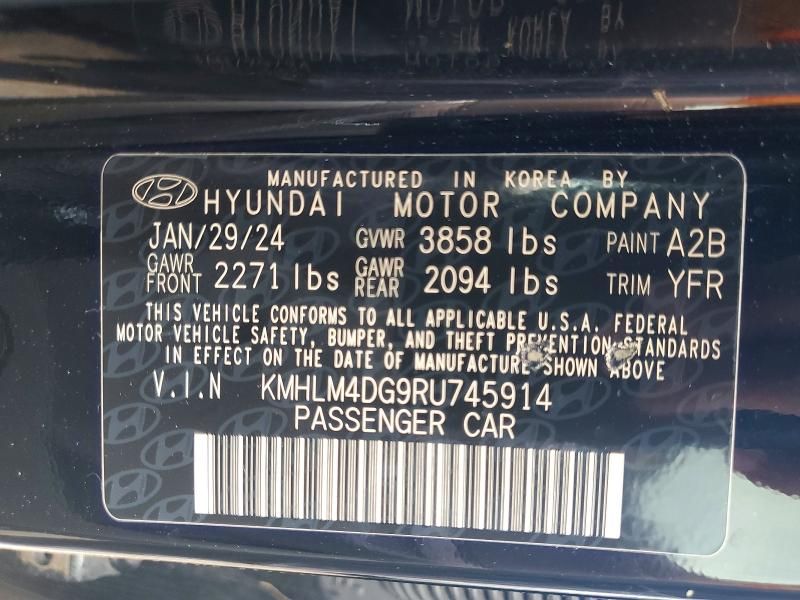 MANUFACTURED IN KOREA BY
HYUNDAI MOTOR COMPANY
JAN/29/24 GVWR 3858 lbs PAINT A2B
GAWR FRONT 2271 lbs GAWR REAR 2094 lbs TRIM YFR
THIS VEHICLE CONFORMS TO ALL APPLICABLE U.S.A. FEDERAL
MOTOR VEHICLE SAFETY, BUMPER, AND THEFT PREVENTION STANDARDS
IN EFFECT ON THE DATE OF MANUFACTURE SHOWN ABOVE
V.I.N KMHLM4DG9RU745914
PASSENGER CAR